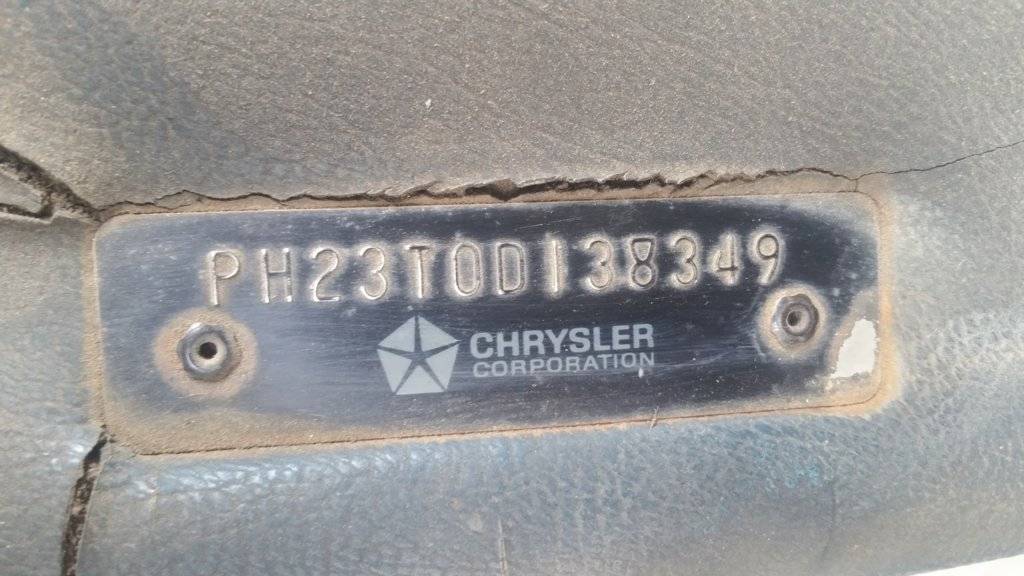 PH23T0D138349
CHRYSLER
CORPORATION